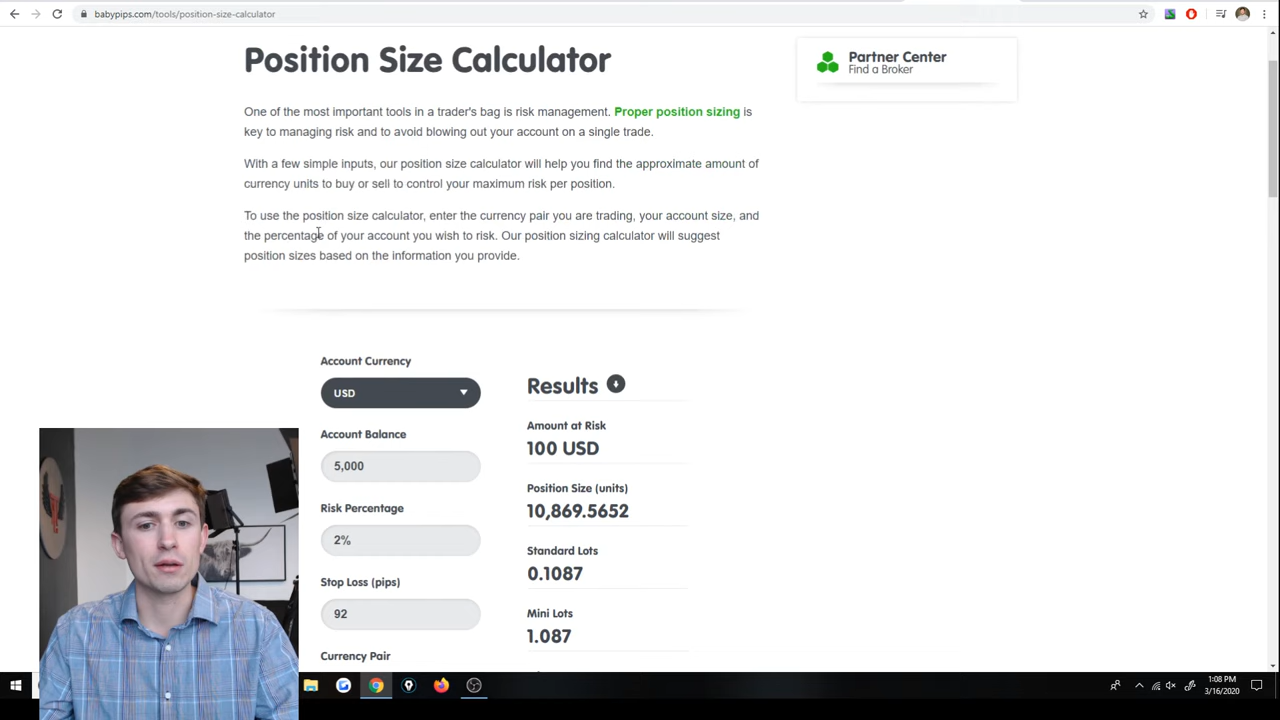 babypips.com/tools/position-size-calculator
Position Size Calculator
Partner Center
Find a Broker
One of the most important tools in a trader's bag is risk management. Proper position sizing is
key to managing risk and to avoid blowing out your account on a single trade.
With a few simple inputs, our position size calculator will help you find the approximate amount of
currency units to buy or sell to control your maximum risk per position.
To use the position size calculator, enter the currency pair you are trading, your account size, and
the percentage of your account you wish to risk. Our position sizing calculator will suggest
position sizes based on the information you provide.
Account Currency
USD
Account Balance
5,000
Risk Percentage
2%
Stop Loss (pips)
92
Currency Pair
Results
Amount at Risk
100 USD
Position Size (units)
10,869.5652
Standard Lots
0.1087
Mini Lots
1.087
1:08 PM
3/16/2020